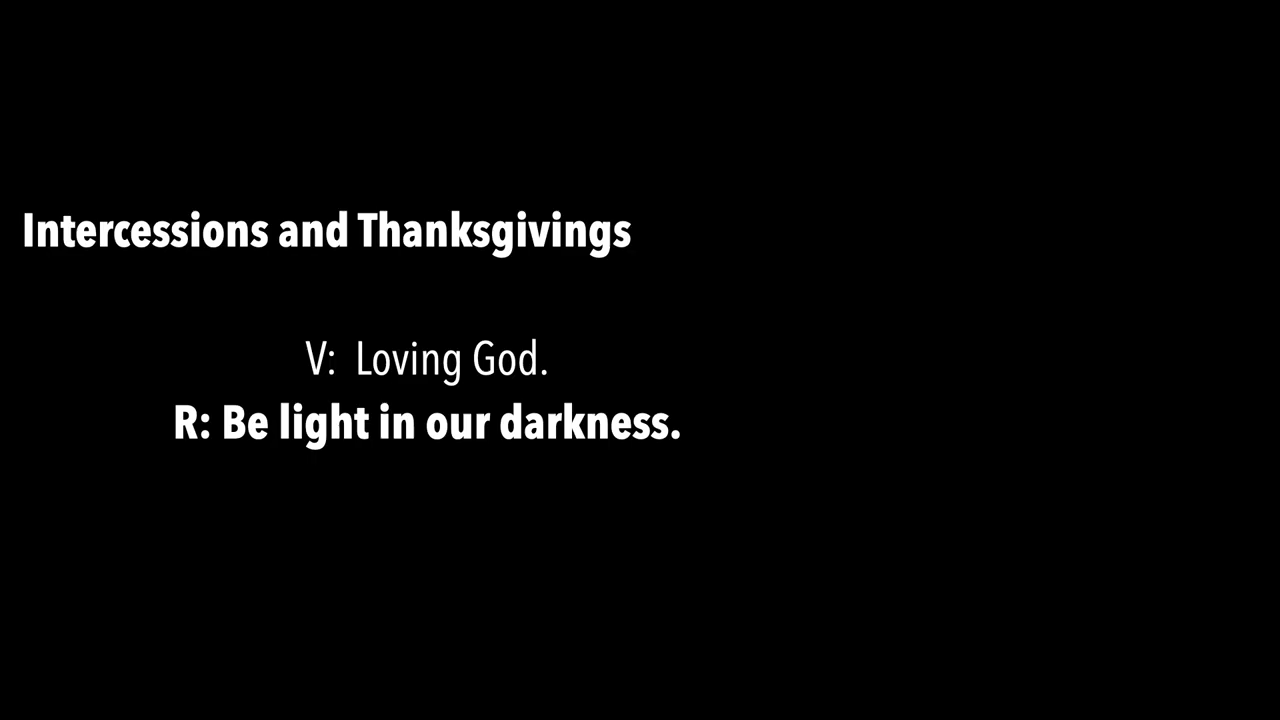 Intercessions and Thanksgivings
V:  Loving God.
R: Be light in our darkness.